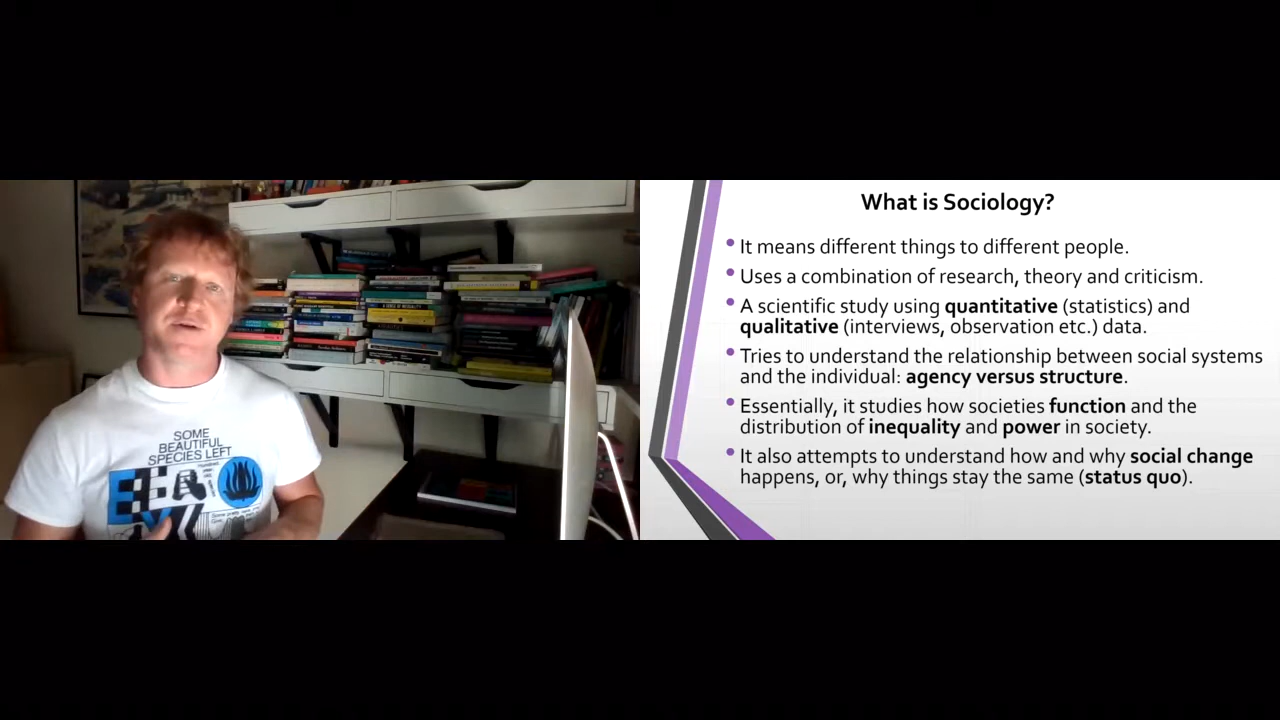 SOME
BEAUTIFUL
SPECIES LEFT
What is Sociology?
• It means different things to different people.
• Uses a combination of research, theory and criticism.
• A scientific study using quantitative (statistics) and
qualitative (interviews, observation etc.) data.
• Tries to understand the relationship between social systems
and the individual: agency versus structure.
• Essentially, it studies how societies function and the
distribution of inequality and power in society.
• It also attempts to understand how and why social change
happens, or, why things stay the same (status quo).